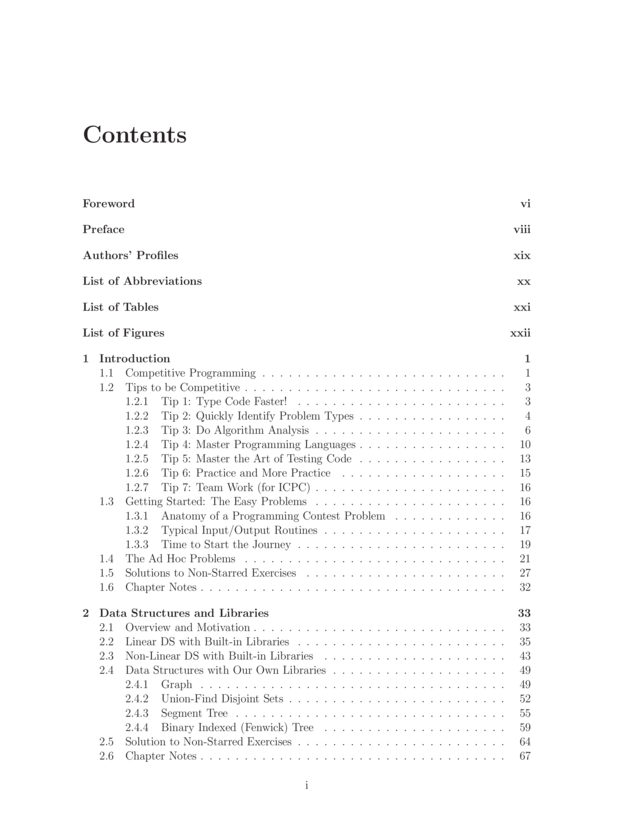 Contents
Foreword vi
Preface viii
Authors' Profiles xix
List of Abbreviations xx
List of Tables xxi
List of Figures xxii
1 Introduction 1
1.1 Competitive Programming . . . . . . . . . . . . . . . . . . . . . . . . . . . . 1
1.2 Tips to be Competitive . . . . . . . . . . . . . . . . . . . . . . . . . . . . . . 3
1.2.1 Tip 1: Type Code Faster! . . . . . . . . . . . . . . . . . . . . . . . . 3
1.2.2 Tip 2: Quickly Identify Problem Types . . . . . . . . . . . . . . . . . 4
1.2.3 Tip 3: Do Algorithm Analysis . . . . . . . . . . . . . . . . . . . . . . 6
1.2.4 Tip 4: Master Programming Languages . . . . . . . . . . . . . . . . . 10
1.2.5 Tip 5: Master the Art of Testing Code . . . . . . . . . . . . . . . . . 13
1.2.6 Tip 6: Practice and More Practice . . . . . . . . . . . . . . . . . . . 15
1.2.7 Tip 7: Team Work (for ICPC) . . . . . . . . . . . . . . . . . . . . . . 16
1.3 Getting Started: The Easy Problems . . . . . . . . . . . . . . . . . . . . . . 16
1.3.1 Anatomy of a Programming Contest Problem . . . . . . . . . . . . . 16
1.3.2 Typical Input/Output Routines . . . . . . . . . . . . . . . . . . . . . 17
1.3.3 Time to Start the Journey . . . . . . . . . . . . . . . . . . . . . . . . 19
1.4 The Ad Hoc Problems . . . . . . . . . . . . . . . . . . . . . . . . . . . . . . 21
1.5 Solutions to Non-Starred Exercises . . . . . . . . . . . . . . . . . . . . . . . 27
1.6 Chapter Notes . . . . . . . . . . . . . . . . . . . . . . . . . . . . . . . . . . . 32
2 Data Structures and Libraries 33
2.1 Overview and Motivation . . . . . . . . . . . . . . . . . . . . . . . . . . . . . 33
2.2 Linear DS with Built-in Libraries . . . . . . . . . . . . . . . . . . . . . . . . 35
2.3 Non-Linear DS with Built-in Libraries . . . . . . . . . . . . . . . . . . . . . 43
2.4 Data Structures with Our Own Libraries . . . . . . . . . . . . . . . . . . . . 49
2.4.1 Graph . . . . . . . . . . . . . . . . . . . . . . . . . . . . . . . . . . . 49
2.4.2 Union-Find Disjoint Sets . . . . . . . . . . . . . . . . . . . . . . . . . 52
2.4.3 Segment Tree . . . . . . . . . . . . . . . . . . . . . . . . . . . . . . . 55
2.4.4 Binary Indexed (Fenwick) Tree . . . . . . . . . . . . . . . . . . . . . 59
2.5 Solution to Non-Starred Exercises . . . . . . . . . . . . . . . . . . . . . . . . 64
2.6 Chapter Notes . . . . . . . . . . . . . . . . . . . . . . . . . . . . . . . . . . . 67
i